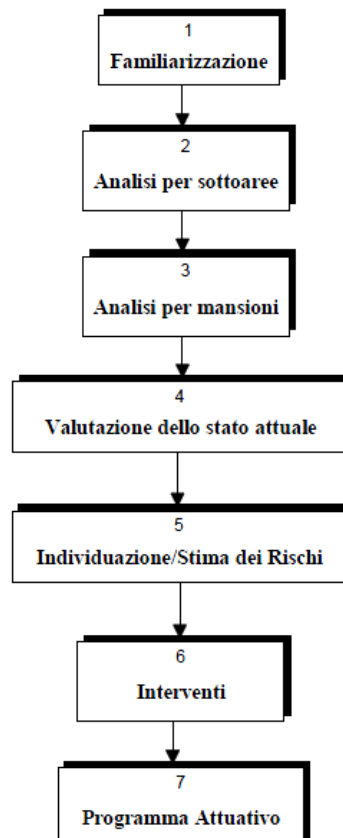 1
Familiarizzazione
2
Analisi per sottoaree
3
Analisi per mansioni
4
Valutazione dello stato attuale
5
Individuazione/Stima dei Rischi
6
Interventi
7
Programma Attuativo